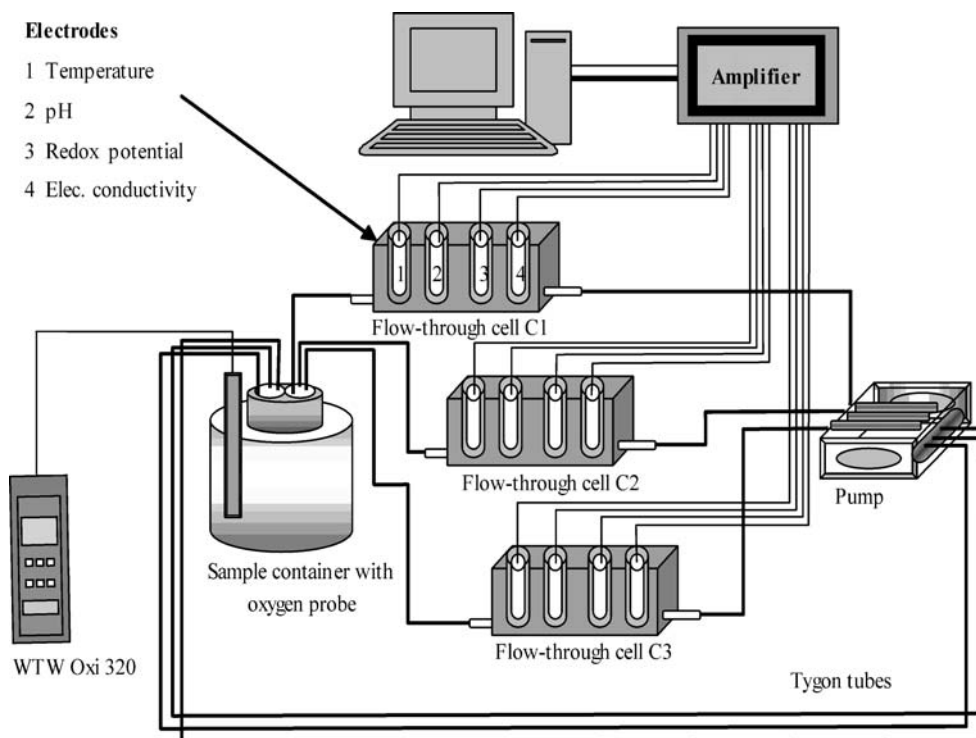 Electrodes
1 Temperature
2 pH
3 Redox potential
4 Elec. conductivity
Amplifier
1 2 3 4
Flow-through cell C1
Flow-through cell C2
Pump
Sample container with
oxygen probe
Flow-through cell C3
WTW Oxi 320
Tygon tubes